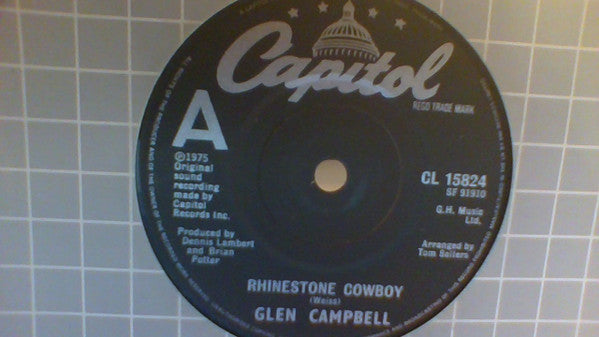 Capitol
REGD TRADE MARK
A
℗1975
Original
sound
recording
made by
Capitol
Records Inc.
Produced by
Dennis Lambert
and Brian
Potter
CL 15824
SF 91910
G.H. Music
Ltd.
Arranged by
Tom Sellers
RHINESTONE COWBOY
(Weiss)
GLEN CAMPBELL